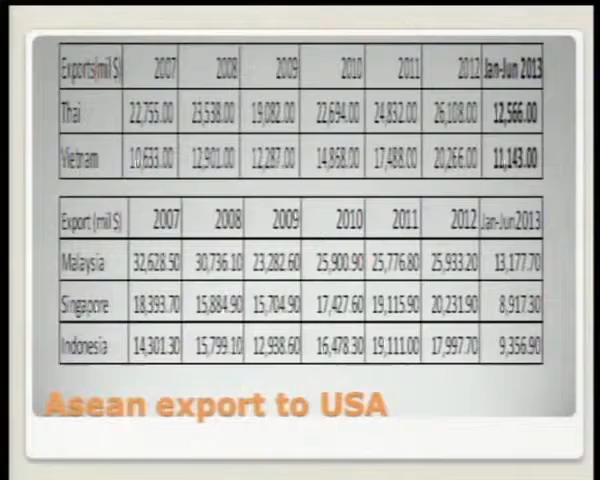 Exports(mil $) 2007 2008 2009 2010 2011 2012 Jan-Jun 2013
Thai 22,755.00 23,538.00 19,082.00 22,694.00 24,832.00 26,108.00 12,566.00
Vietnam 10,633.00 12,901.00 12,287.00 14,868.00 17,488.00 20,266.00 11,143.00
Export (mil $) 2007 2008 2009 2010 2011 2012 Jan-Jun2013
Malaysia 32,628.50 30,736.10 23,282.60 25,900.90 25,776.80 25,933.20 13,177.70
Singapore 18,393.70 15,884.90 15,704.90 17,427.60 19,115.90 20,231.90 8,917.30
Indonesia 14,301.30 15,799.10 12,938.60 16,478.30 19,111.00 17,997.70 9,356.90
Asean export to USA